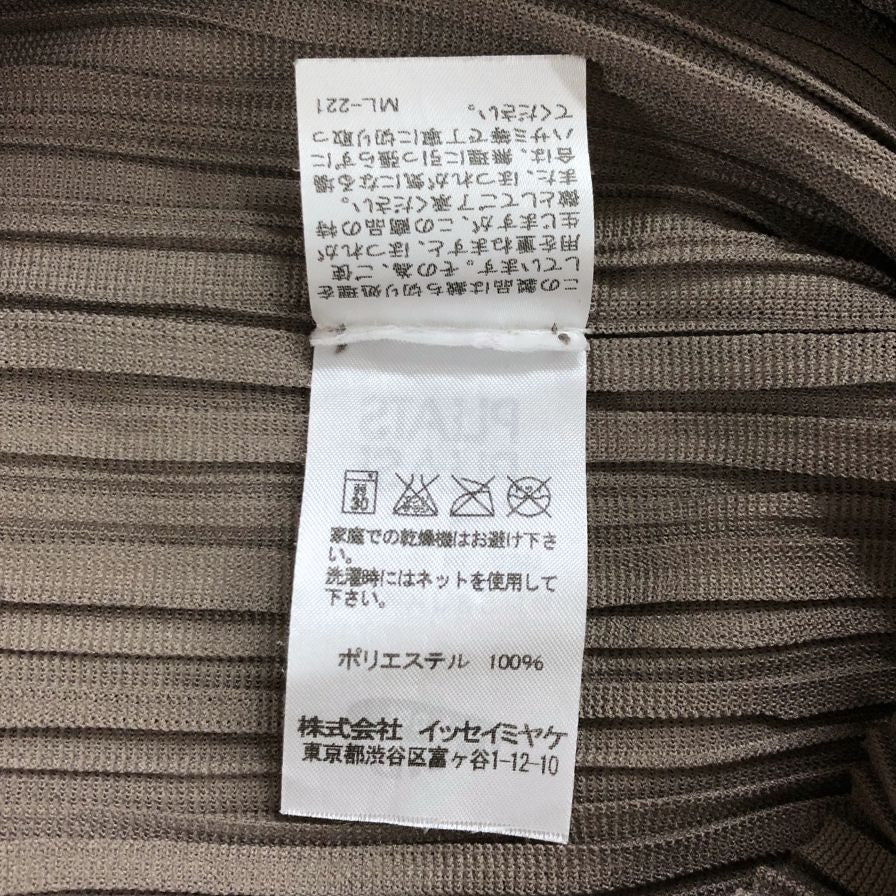 この製品は裁ち切り処理を
しています。その為、ご使
用を重ねますと、ほつれが
生じますが、この商品の特
徴としてご了承ください。
また、ほつれが気になる場
合は、無理に引っ張らずに
ハサミ等で丁寧に切り取っ
てください。
ML-221
PLEATS
弱
30
家庭での乾燥機はお避け下さ
い。
洗濯時にはネットを使用して
下さい。
ポリエステル 100%
株式会社 イッセイミヤケ
東京都渋谷区富ヶ谷1-12-10